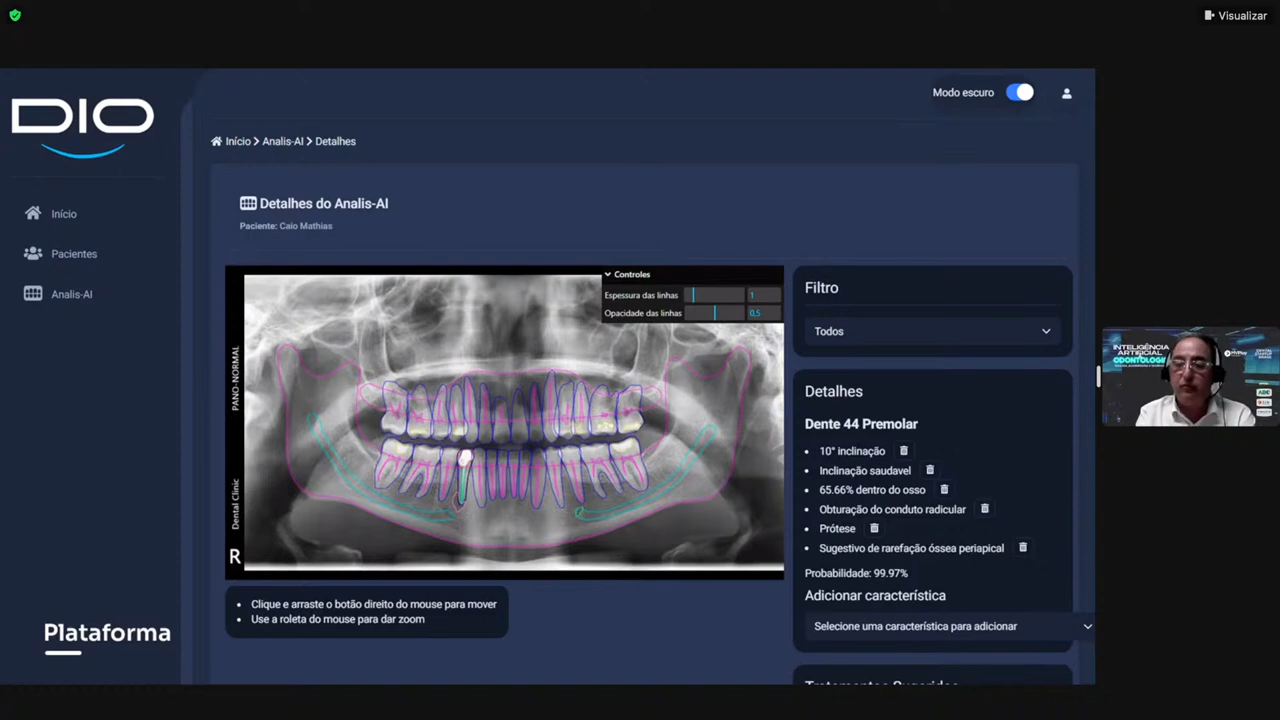 Visualizar
DIO
Modo escuro
Início > Analis-AI > Detalhes
Início
Pacientes
Analis-AI
Plataforma
Detalhes do Analis-AI
Paciente: Caio Mathias
Controles
Espessura das linhas 1
Opacidade das linhas 0,5
PANO-NORMAL
Dental Clinic
R
Clique e arraste o botão direito do mouse para mover
Use a roleta do mouse para dar zoom
Filtro
Todos
Detalhes
Dente 44 Premolar
10° inclinação
Inclinação saudavel
65.66% dentro do osso
Obturação do conduto radicular
Prótese
Sugestivo de rarefação óssea periapical
Probabilidade: 99.97%
Adicionar característica
Selecione uma característica para adicionar
Tratamentos Sugeridos
INTELIGÊNCIA
ARTIFICIAL
ODONTOLOGIA